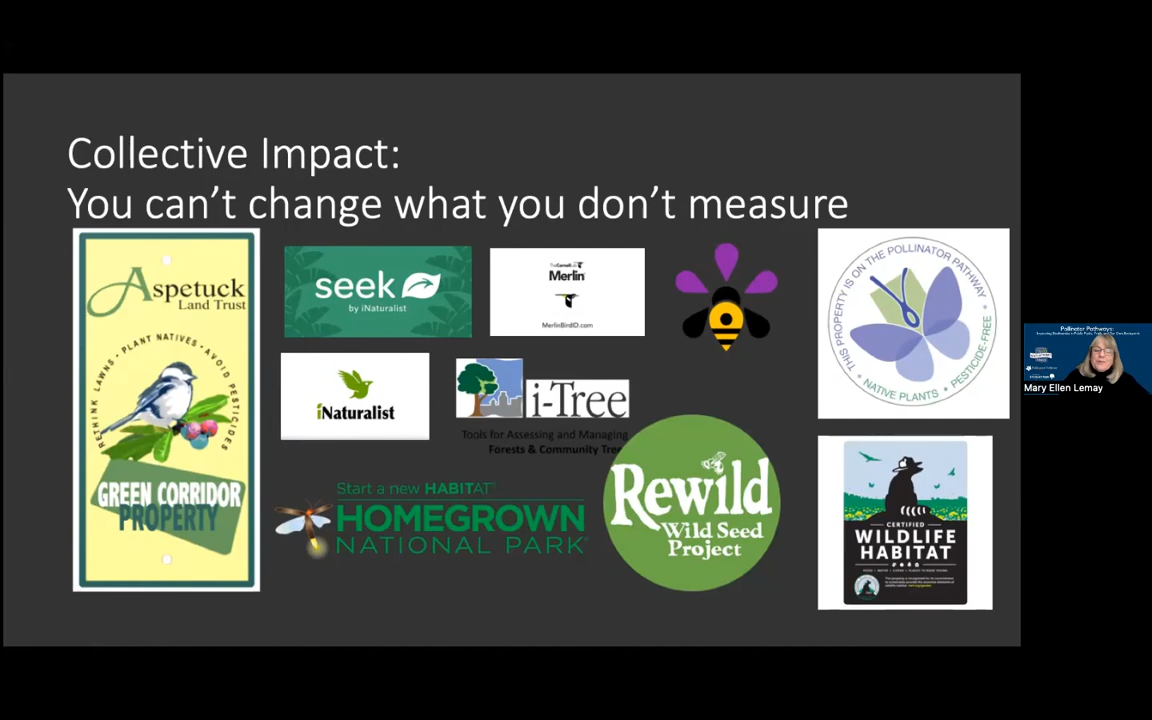 Collective Impact:
You can't change what you don't measure
Aspetuck
Land Trust
RETHINK LAWNS • PLANT NATIVES • AVOID PESTICIDES
GREEN CORRIDOR
PROPERTY
seek
by iNaturalist
TheCornellLab
Merlin
MerlinBirdID.com
iNaturalist
i-Tree
Tools for Assessing and Managing
Forests & Community Trees
Start a new HABITAT
HOMEGROWN
NATIONAL PARK®
Rewild
Wild Seed
Project
THIS PROPERTY IS ON THE POLLINATOR PATHWAY •
• NATIVE PLANTS • PESTICIDE-FREE
CERTIFIED
WILDLIFE
HABITAT
Pollinator Pathways:
Mary Ellen Lemay